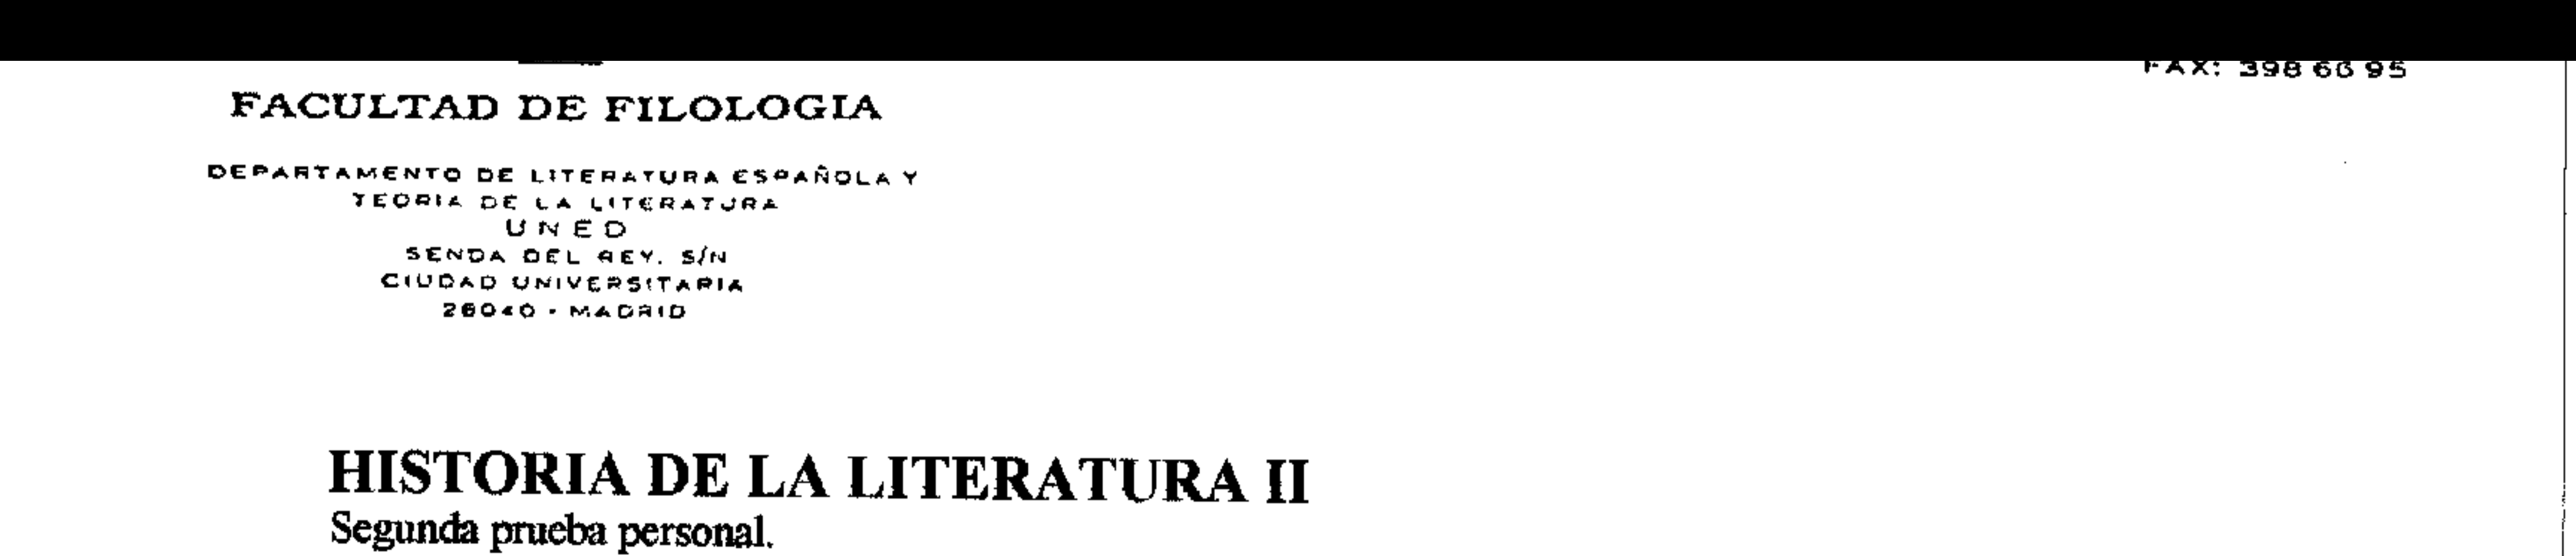 FAX: 398 66 95
FACULTAD DE FILOLOGIA
DEPARTAMENTO DE LITERATURA ESPAÑOLA Y
TEORIA DE LA LITERATURA
UNED
SENDA DEL REY. S/N
CIUDAD UNIVERSITARIA
28040 - MADRID
HISTORIA DE LA LITERATURA II
Segunda prueba personal.